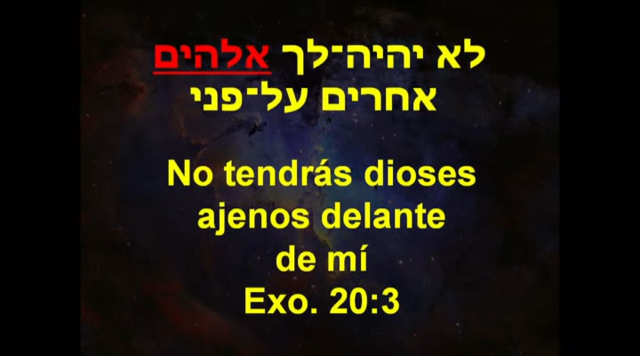 לא יהיה־לך אלהים
אחרים על־פני
No tendrás dioses
ajenos delante
de mí
Exo. 20:3